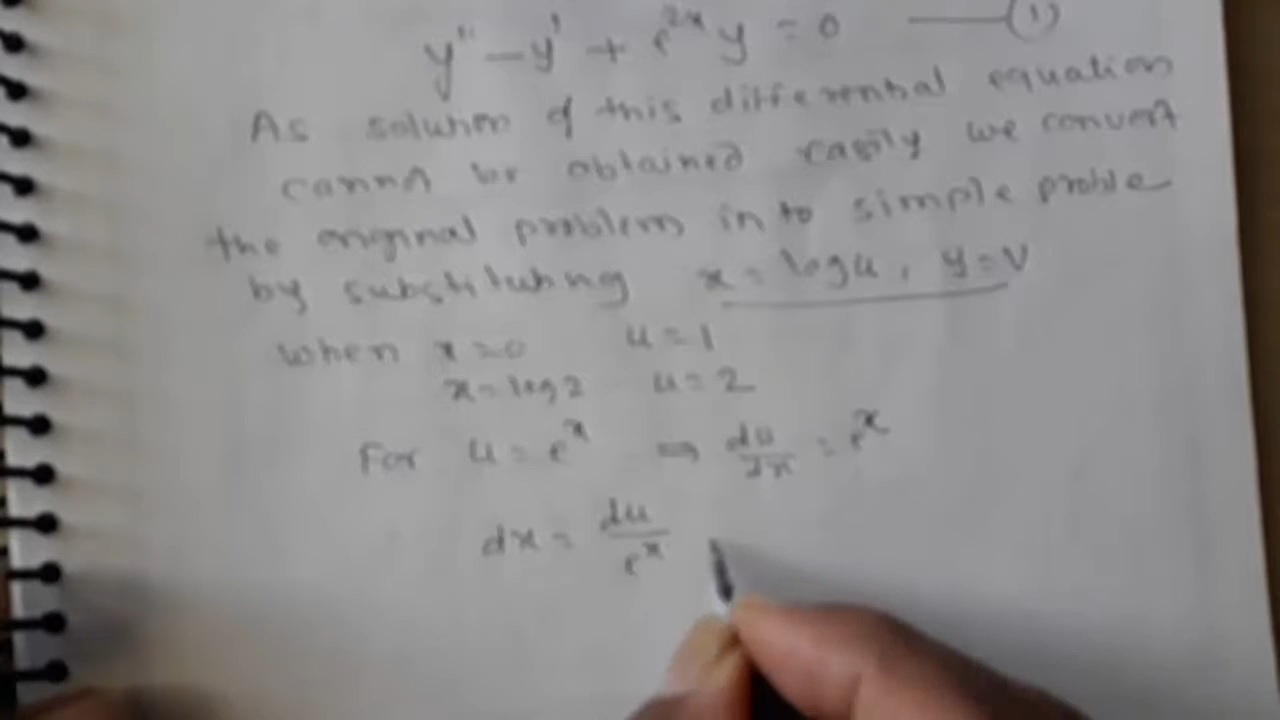 y'' - y' + e^{2x} y = 0 —— (1)
As solution of this differential equation
cannot be obtained easily we convert
the original problem in to simple proble
by substituting x = log u, y = v
when x = 0 u = 1
x = log 2 u = 2
For u = e^x ⇒ du/dx = e^x
dx = du/e^x